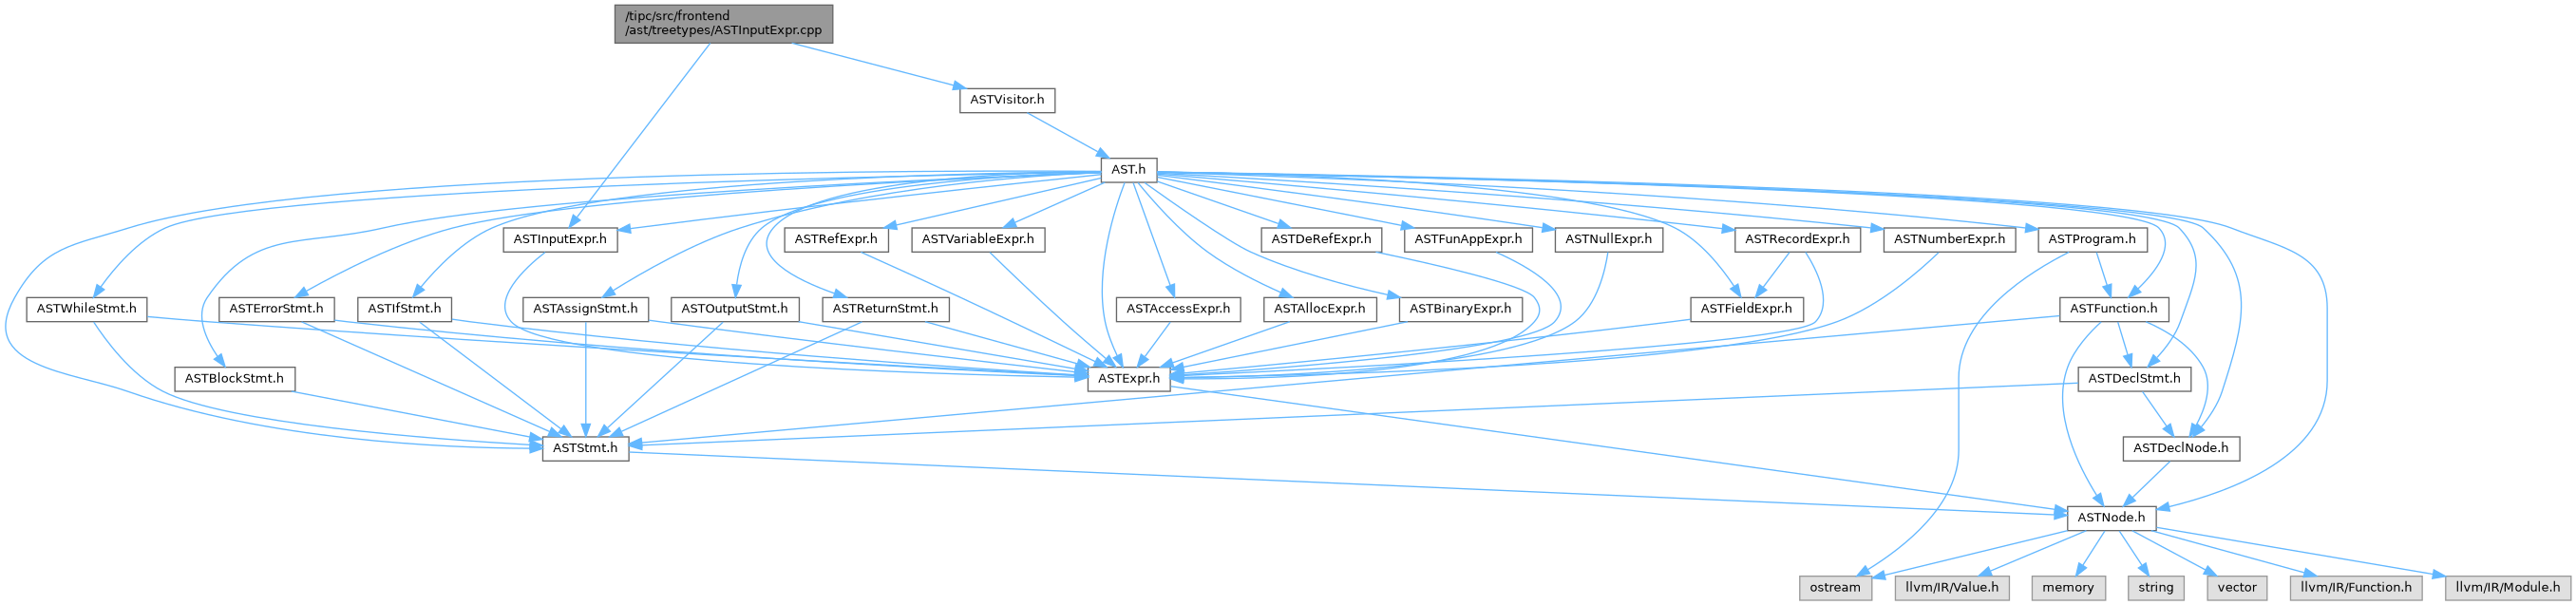 /tipc/src/frontend
/ast/treetypes/ASTInputExpr.cpp
ASTVisitor.h
AST.h
ASTInputExpr.h
ASTRefExpr.h
ASTVariableExpr.h
ASTDeRefExpr.h
ASTFunAppExpr.h
ASTNullExpr.h
ASTRecordExpr.h
ASTNumberExpr.h
ASTProgram.h
ASTWhileStmt.h
ASTErrorStmt.h
ASTIfStmt.h
ASTAssignStmt.h
ASTOutputStmt.h
ASTReturnStmt.h
ASTAccessExpr.h
ASTAllocExpr.h
ASTBinaryExpr.h
ASTFieldExpr.h
ASTFunction.h
ASTBlockStmt.h
ASTExpr.h
ASTDeclStmt.h
ASTStmt.h
ASTDeclNode.h
ASTNode.h
ostream
llvm/IR/Value.h
memory
string
vector
llvm/IR/Function.h
llvm/IR/Module.h